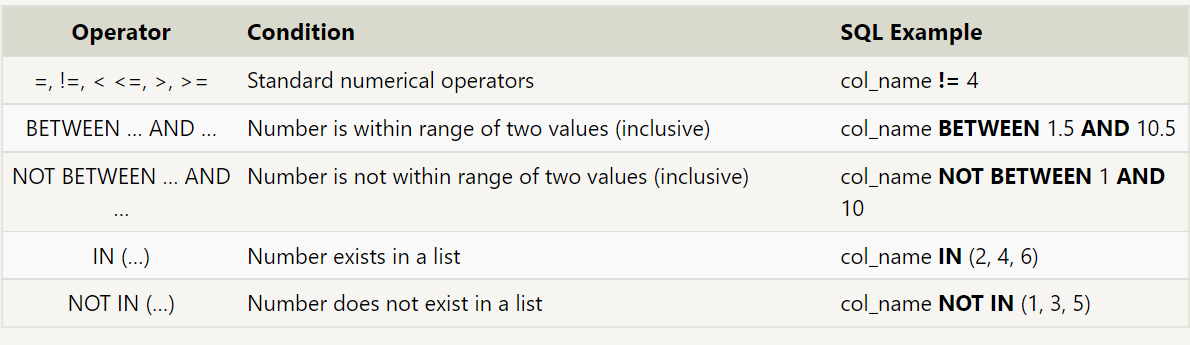 Operator Condition SQL Example
=, !=, < <=, >, >= Standard numerical operators col_name != 4
BETWEEN … AND … Number is within range of two values (inclusive) col_name BETWEEN 1.5 AND 10.5
NOT BETWEEN … AND Number is not within range of two values (inclusive) col_name NOT BETWEEN 1 AND
… 10
IN (…) Number exists in a list col_name IN (2, 4, 6)
NOT IN (…) Number does not exist in a list col_name NOT IN (1, 3, 5)